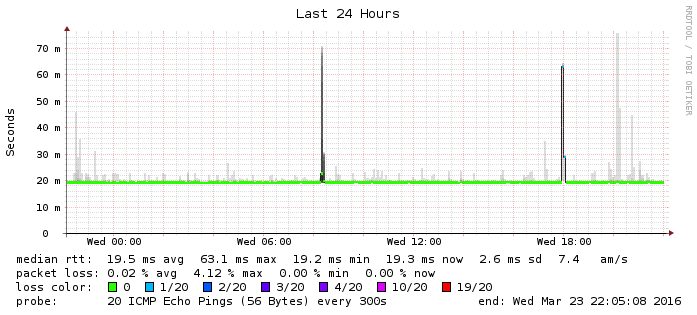 Last 24 Hours
RRDTOOL / TOBI OETIKER
Seconds
70 m
60 m
50 m
40 m
30 m
20 m
10 m
0
Wed 00:00 Wed 06:00 Wed 12:00 Wed 18:00
median rtt: 19.5 ms avg 63.1 ms max 19.2 ms min 19.3 ms now 2.6 ms sd 7.4 am/s
packet loss: 0.02 % avg 4.12 % max 0.00 % min 0.00 % now
loss color: 0 1/20 2/20 3/20 4/20 10/20 19/20
probe: 20 ICMP Echo Pings (56 Bytes) every 300s end: Wed Mar 23 22:05:08 2016